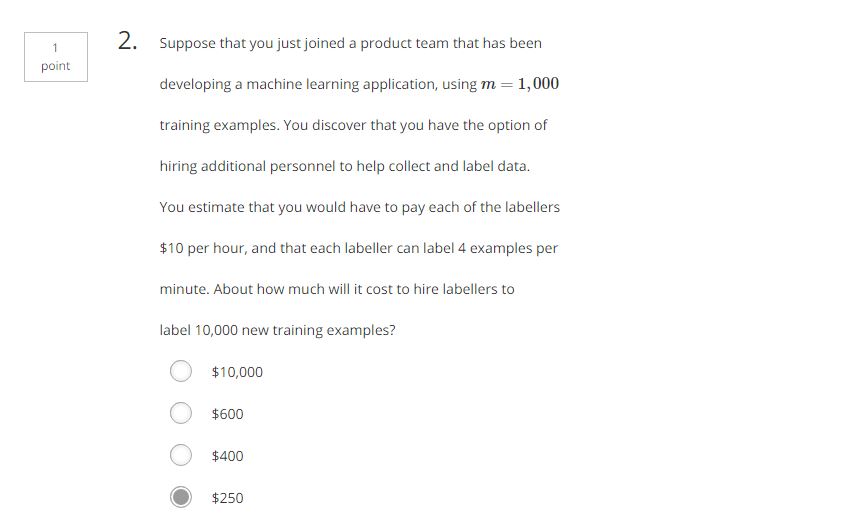 1
point
2. Suppose that you just joined a product team that has been
developing a machine learning application, using m = 1,000
training examples. You discover that you have the option of
hiring additional personnel to help collect and label data.
You estimate that you would have to pay each of the labellers
$10 per hour, and that each labeller can label 4 examples per
minute. About how much will it cost to hire labellers to
label 10,000 new training examples?
$10,000
$600
$400
$250